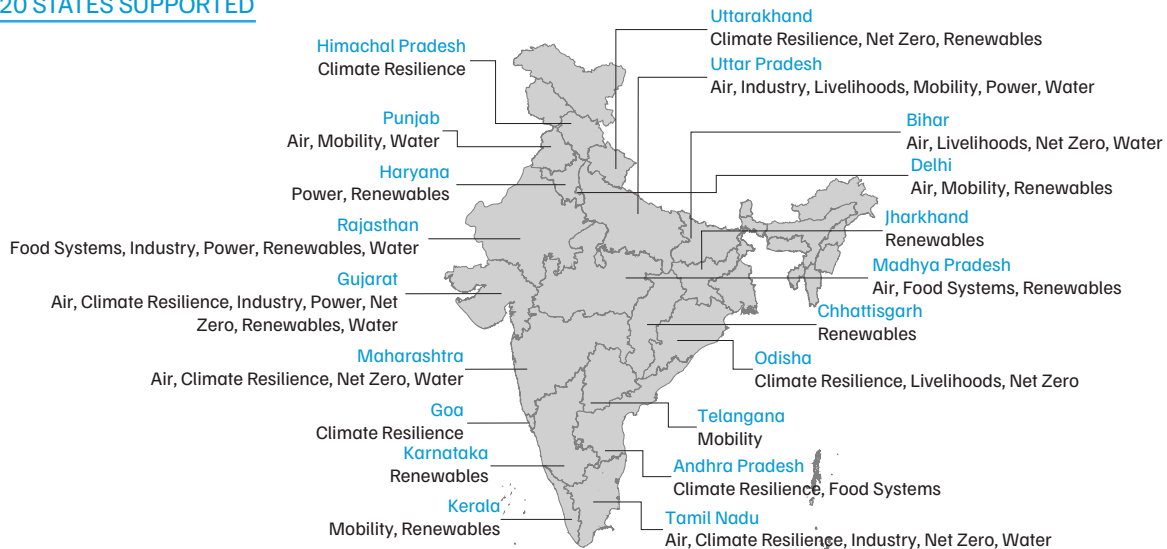 20 STATES SUPPORTED
Himachal Pradesh
Climate Resilience
Punjab
Air, Mobility, Water
Haryana
Power, Renewables
Rajasthan
Food Systems, Industry, Power, Renewables, Water
Gujarat
Air, Climate Resilience, Industry, Power, Net
Zero, Renewables, Water
Maharashtra
Air, Climate Resilience, Net Zero, Water
Goa
Climate Resilience
Karnataka
Renewables
Kerala
Mobility, Renewables
Uttarakhand
Climate Resilience, Net Zero, Renewables
Uttar Pradesh
Air, Industry, Livelihoods, Mobility, Power, Water
Bihar
Air, Livelihoods, Net Zero, Water
Delhi
Air, Mobility, Renewables
Jharkhand
Renewables
Madhya Pradesh
Air, Food Systems, Renewables
Chhattisgarh
Renewables
Odisha
Climate Resilience, Livelihoods, Net Zero
Telangana
Mobility
Andhra Pradesh
Climate Resilience, Food Systems
Tamil Nadu
Air, Climate Resilience, Industry, Net Zero, Water